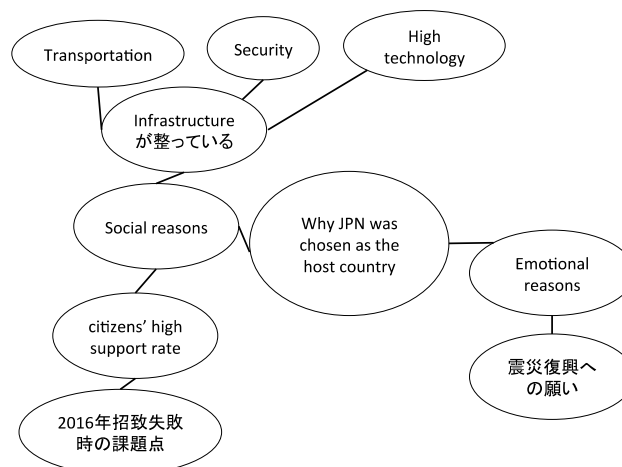 Transportation
Security
High
technology
Infrastructure
が整っている
Social reasons
Why JPN was
chosen as the
host country
Emotional
reasons
citizens’ high
support rate
震災復興へ
の願い
2016年招致失敗
時の課題点